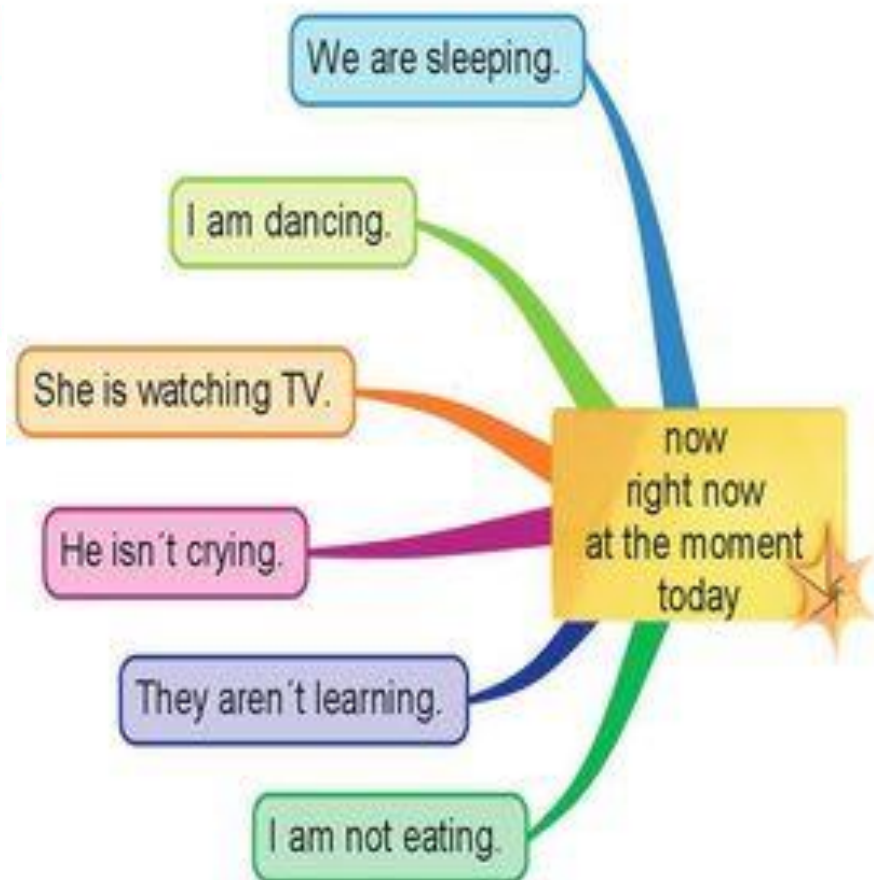 We are sleeping.
I am dancing.
She is watching TV.
He isn´t crying.
They aren´t learning.
I am not eating.
now
right now
at the moment
today